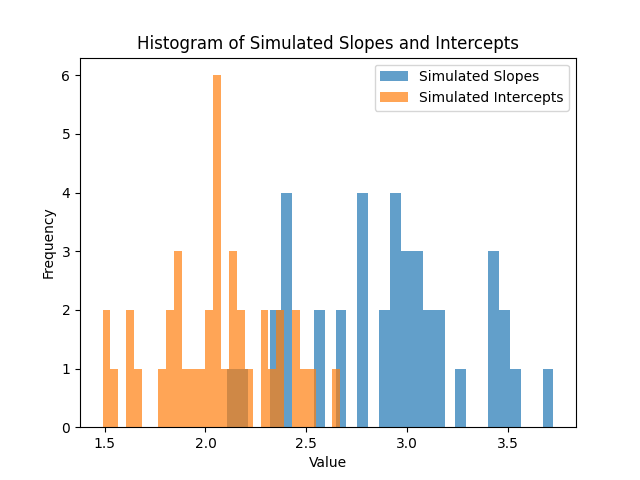 Histogram of Simulated Slopes and Intercepts
Simulated Slopes
Simulated Intercepts
Frequency
6
5
4
3
2
1
0
1.5 2.0 2.5 3.0 3.5
Value